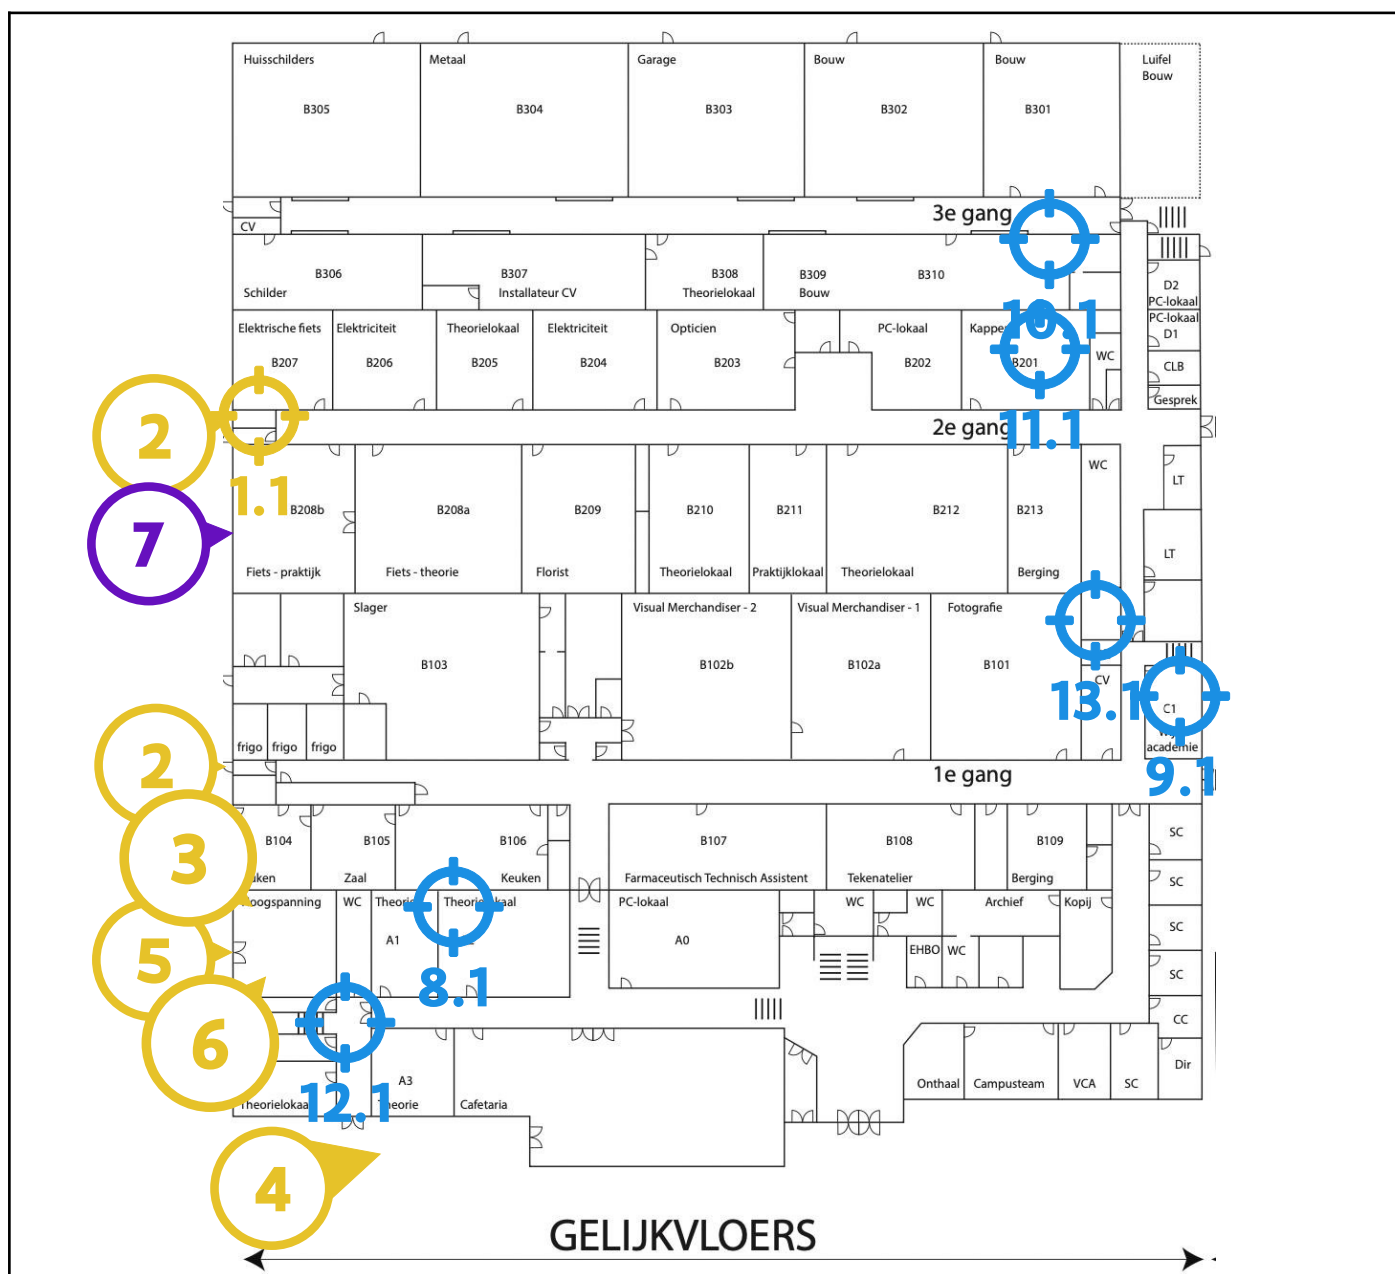 Huisschilders
Metaal
Garage
Bouw
Bouw
Luifel
Bouw
B305
B304
B303
B302
B301
3e gang
CV
B306
B307
B308
B309
B310
Schilder
Installateur CV
Theorielokaal
Bouw
D2
PC-lokaal
PC-lokaal
D1
10.1
Elektrische fiets
Elektriciteit
Theorielokaal
Elektriciteit
Opticien
PC-lokaal
B207
B206
B205
B204
B203
B202
B201
WC
CLB
Gesprek
2
1.1
2e gang
11.1
WC
LT
7
B208b
B208a
B209
B210
B211
B212
B213
LT
Fiets - praktijk
Fiets - theorie
Florist
Theorielokaal
Praktijklokaal
Theorielokaal
Berging
Slager
Visual Merchandiser - 2
Visual Merchandiser - 1
Fotografie
B103
B102b
B102a
B101
CV
13.1
C1
academie
9.1
frigo
frigo
frigo
2
1e gang
3
B104
B105
B106
B107
B108
B109
SC
Zaal
Keuken
Farmaceutisch Technisch Assistent
Tekenatelier
Berging
SC
WC
PC-lokaal
WC
WC
Archief
Kopij
A1
A0
EHBO
WC
SC
5
8.1
SC
6
CC
12.1
A3
Cafetaria
Onthaal
Campusteam
VCA
SC
Dir
4
GELIJKVLOERS